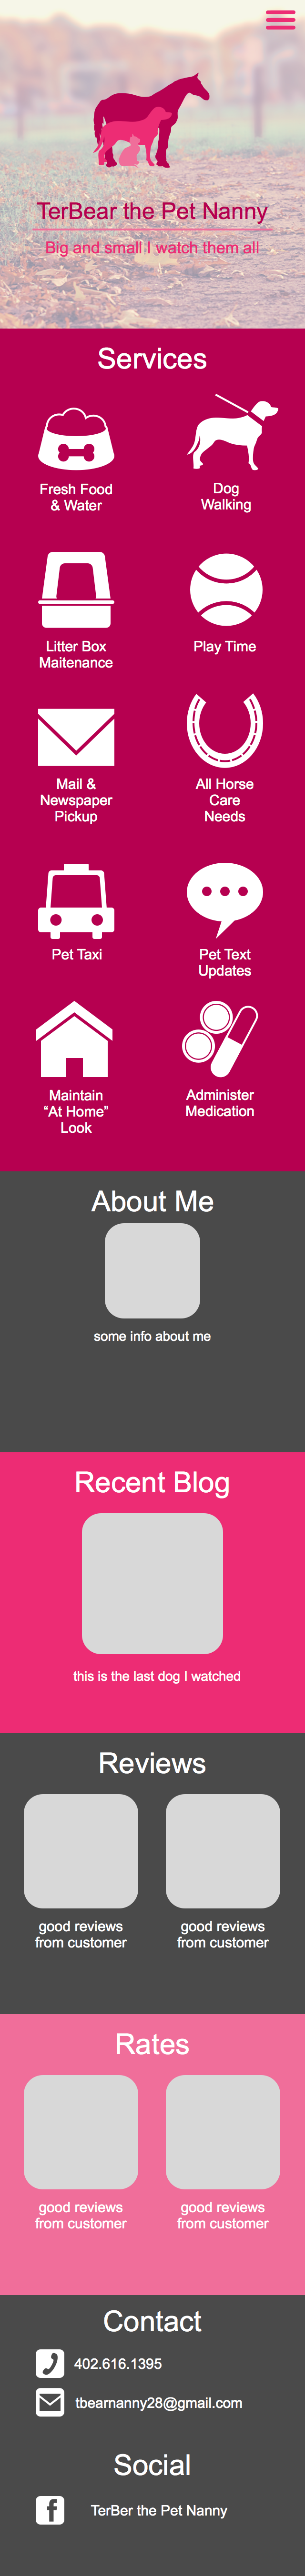 TerBear the Pet Nanny
Big and small I watch them all
Services
Fresh Food
& Water
Dog
Walking
Litter Box
Maitenance
Play Time
Mail &
Newspaper
Pickup
All Horse
Care
Needs
Pet Taxi
Pet Text
Updates
Maintain
“At Home”
Look
Administer
Medication
About Me
some info about me
Recent Blog
this is the last dog I watched
Reviews
good reviews
from customer
good reviews
from customer
Rates
good reviews
from customer
good reviews
from customer
Contact
402.616.1395
tbearnanny28@gmail.com
Social
TerBer the Pet Nanny